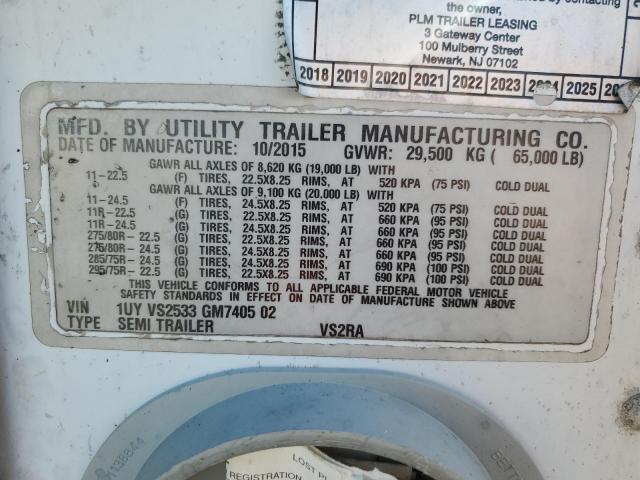 by contacting
the owner,
PLM TRAILER LEASING
3 Gateway Center
100 Mulberry Street
Newark, NJ 07102
2018 2019 2020 2021 2022 2023 2024 2025
MFD. BY UTILITY TRAILER MANUFACTURING CO.
DATE OF MANUFACTURE: 10/2015 GVWR: 29,500 KG ( 65,000 LB)
GAWR ALL AXLES OF 8,620 KG (19,000 LB) WITH
11-22.5 (F) TIRES, 22.5X8.25 RIMS, AT 520 KPA (75 PSI) COLD DUAL
GAWR ALL AXLES OF 9,100 KG (20,000 LB) WITH
11-24.5 (F) TIRES, 24.5X8.25 RIMS, AT 520 KPA (75 PSI) COLD DUAL
11R-22.5 (G) TIRES, 22.5X8.25 RIMS, AT 660 KPA (95 PSI) COLD DUAL
11R-24.5 (G) TIRES, 24.5X8.25 RIMS, AT 660 KPA (95 PSI) COLD DUAL
275/80R-22.5 (G) TIRES, 22.5X8.25 RIMS, AT 660 KPA (95 PSI) COLD DUAL
275/80R-24.5 (G) TIRES, 24.5X8.25 RIMS, AT 660 KPA (95 PSI) COLD DUAL
285/75R-24.5 (G) TIRES, 24.5X8.25 RIMS, AT 690 KPA (100 PSI) COLD DUAL
295/75R-22.5 (G) TIRES, 22.5X8.25 RIMS, AT 690 KPA (100 PSI) COLD DUAL
THIS VEHICLE CONFORMS TO ALL APPLICABLE FEDERAL MOTOR VEHICLE
SAFETY STANDARDS IN EFFECT ON DATE OF MANUFACTURE SHOWN ABOVE
VIN 1UY VS2533 GM7405 02
TYPE SEMI TRAILER VS2RA
1138844
BETT
LOST
REGISTRATION